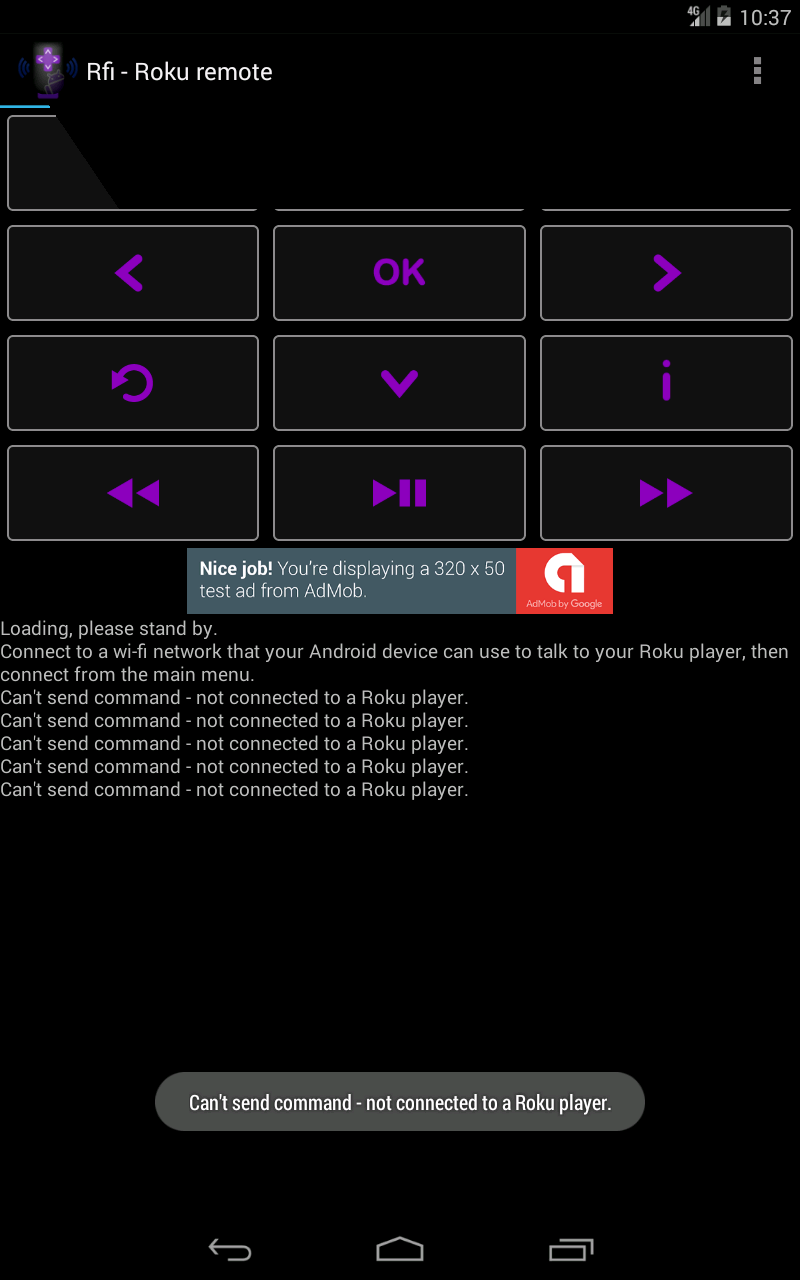 4G 10:37
Rfi - Roku remote
OK
i
Nice job! You're displaying a 320 x 50
test ad from AdMob.
AdMob by Google
Loading, please stand by.
Connect to a wi-fi network that your Android device can use to talk to your Roku player, then
connect from the main menu.
Can't send command - not connected to a Roku player.
Can't send command - not connected to a Roku player.
Can't send command - not connected to a Roku player.
Can't send command - not connected to a Roku player.
Can't send command - not connected to a Roku player.
Can't send command - not connected to a Roku player.